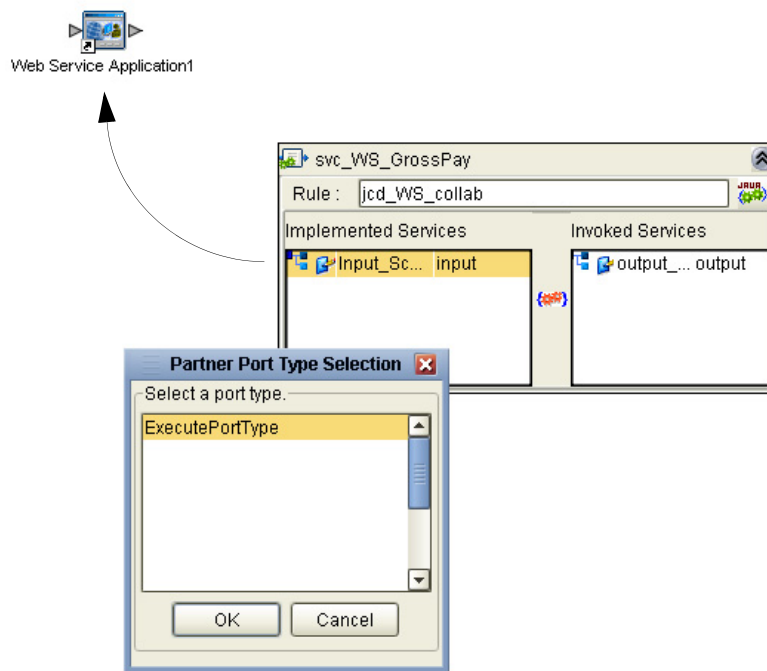 Web Service Application1
svc_WS_GrossPay
JAVA
Rule : jcd_WS_collab
Implemented Services Invoked Services
Input_Sc... input output_... output
Partner Port Type Selection
Select a port type.
ExecutePortType
OK Cancel